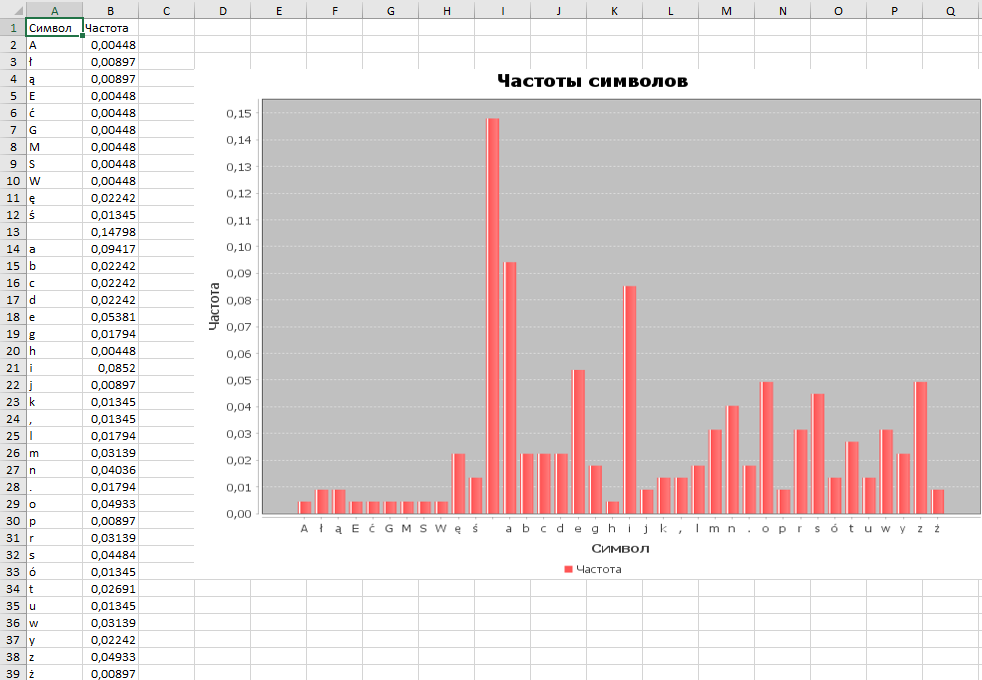 A B C D E F G H I J K L M N O P Q
1 Символ Частота
2 A 0,00448
3 ł 0,00897
4 ą 0,00897
5 E 0,00448
6 ć 0,00448
7 G 0,00448
8 M 0,00448
9 S 0,00448
10 W 0,00448
11 ę 0,02242
12 ś 0,01345
13 0,14798
14 a 0,09417
15 b 0,02242
16 c 0,02242
17 d 0,02242
18 e 0,05381
19 g 0,01794
20 h 0,00448
21 i 0,0852
22 j 0,00897
23 k 0,01345
24 , 0,01345
25 l 0,01794
26 m 0,03139
27 n 0,04036
28 . 0,01794
29 o 0,04933
30 p 0,00897
31 r 0,03139
32 s 0,04484
33 ó 0,01345
34 t 0,02691
35 u 0,01345
36 w 0,03139
37 y 0,02242
38 z 0,04933
39 ż 0,00897
Частоты символов
Частота
0,15
0,14
0,13
0,12
0,11
0,10
0,09
0,08
0,07
0,06
0,05
0,04
0,03
0,02
0,01
0,00
A ł ą E ć G M S W ę ś a b c d e g h i j k , l m n . o p r s ó t u w y z ż
Символ
Частота